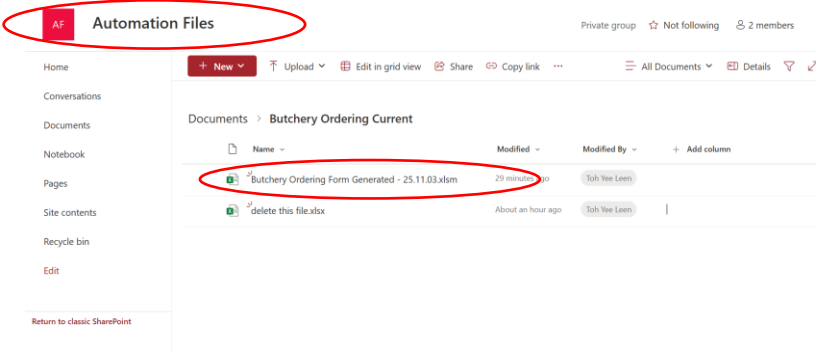 AF Automation Files
Private group Not following 2 members
Home
Conversations
Documents
Notebook
Pages
Site contents
Recycle bin
Edit
Return to classic SharePoint
+ New Upload Edit in grid view Share Copy link ... All Documents Details
Documents > Butchery Ordering Current
Name Modified Modified By + Add column
Butchery Ordering Form Generated - 25.11.03.xlsm 29 minutes ago Toh Yee Leen
delete this file.xlsx About an hour ago Toh Yee Leen